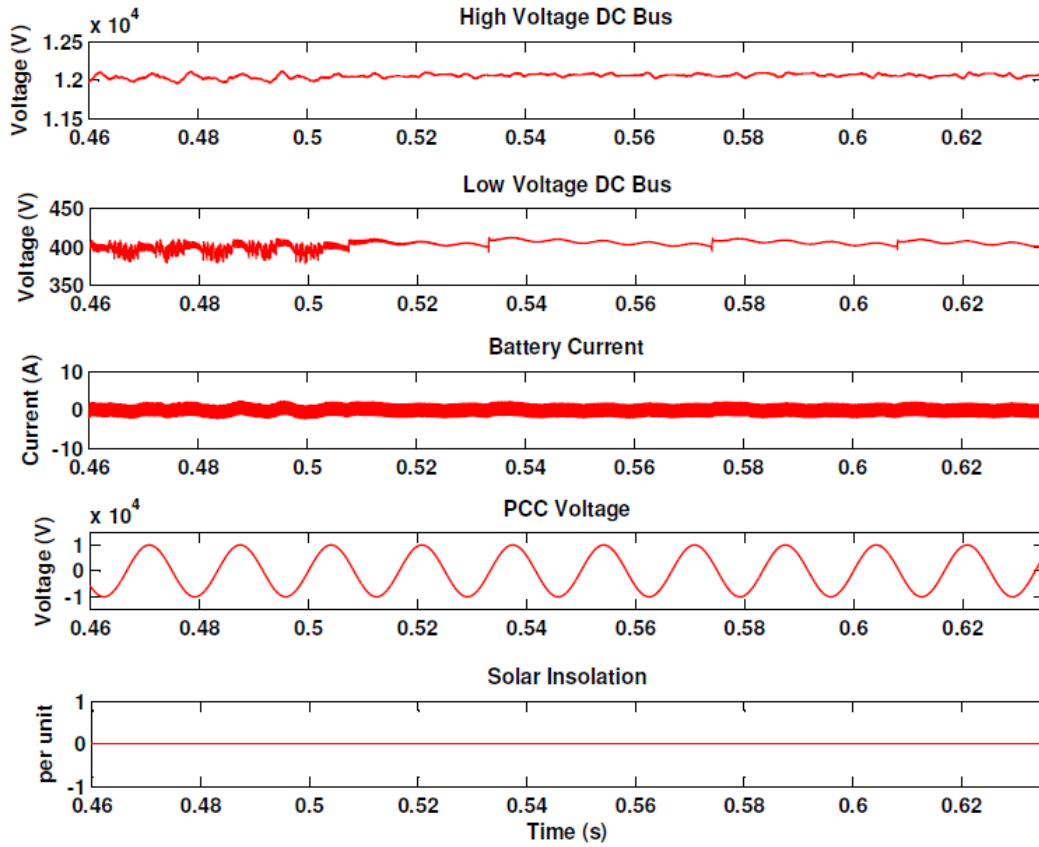 High Voltage DC Bus
x 10^4
Voltage (V)
1.25
1.2
1.15
0.46 0.48 0.5 0.52 0.54 0.56 0.58 0.6 0.62
Low Voltage DC Bus
Voltage (V)
450
400
350
0.46 0.48 0.5 0.52 0.54 0.56 0.58 0.6 0.62
Battery Current
Current (A)
10
0
-10
0.46 0.48 0.5 0.52 0.54 0.56 0.58 0.6 0.62
PCC Voltage
x 10^4
Voltage (V)
1
0
-1
0.46 0.48 0.5 0.52 0.54 0.56 0.58 0.6 0.62
Solar Insolation
per unit
1
0
-1
0.46 0.48 0.5 0.52 0.54 0.56 0.58 0.6 0.62
Time (s)